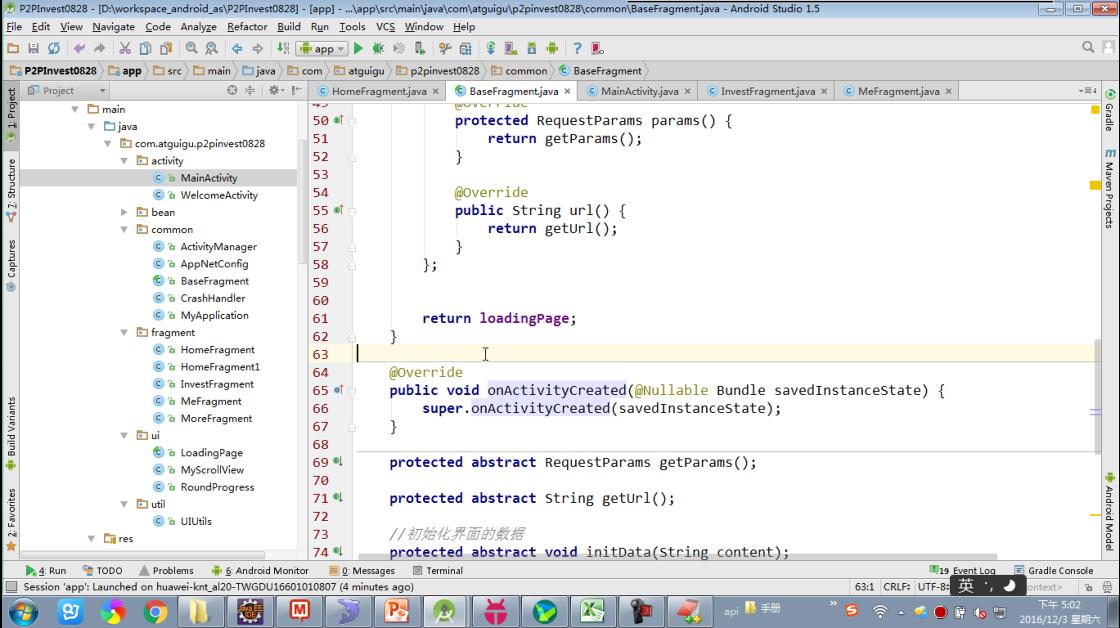 P2PInvest0828 - [D:\workspace_android_as\P2PInvest0828] - [app] - ...\app\src\main\java\com\atguigu\p2pinvest0828\common\BaseFragment.java - Android Studio 1.5
File Edit View Navigate Code Analyze Refactor Build Run Tools VCS Window Help
app
P2PInvest0828 app src main java com atguigu p2pinvest0828 common BaseFragment
Project
HomeFragment.java BaseFragment.java MainActivity.java InvestFragment.java MeFragment.java
1: Project
7: Structure
Captures
Build Variants
2: Favorites
main
java
com.atguigu.p2pinvest0828
activity
MainActivity
WelcomeActivity
bean
common
ActivityManager
AppNetConfig
BaseFragment
CrashHandler
MyApplication
fragment
HomeFragment
HomeFragment1
InvestFragment
MeFragment
MoreFragment
ui
LoadingPage
MyScrollView
RoundProgress
util
UIUtils
res
49 @Override
50 protected RequestParams params() {
51 return getParams();
52 }
53
54 @Override
55 public String url() {
56 return getUrl();
57 }
58 };
59
60
61 return loadingPage;
62 }
63
64 @Override
65 public void onActivityCreated(@Nullable Bundle savedInstanceState) {
66 super.onActivityCreated(savedInstanceState);
67 }
68
69 protected abstract RequestParams getParams();
70
71 protected abstract String getUrl();
72
73 //初始化界面的数据
74 protected abstract void initData(String content);
Gradle
Maven Projects
Android Model
4: Run TODO Problems 6: Android Monitor 0: Messages Terminal 19 Event Log Gradle Console
Session 'app': Launched on huawei-knt_al20-TWGDU16601010807 (4 minutes ago) 63:1 CRLF÷ UTF-8÷ 英 ntext>
api 手册 下午 5:02
2016/12/3 星期六